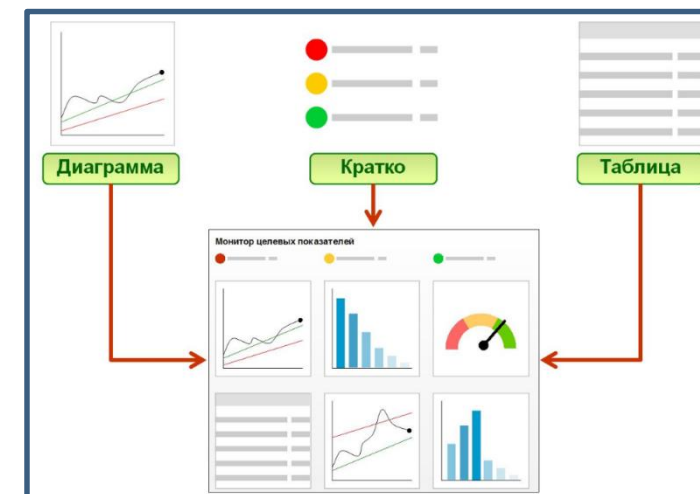 Диаграмма
Кратко
Таблица
Монитор целевых показателей